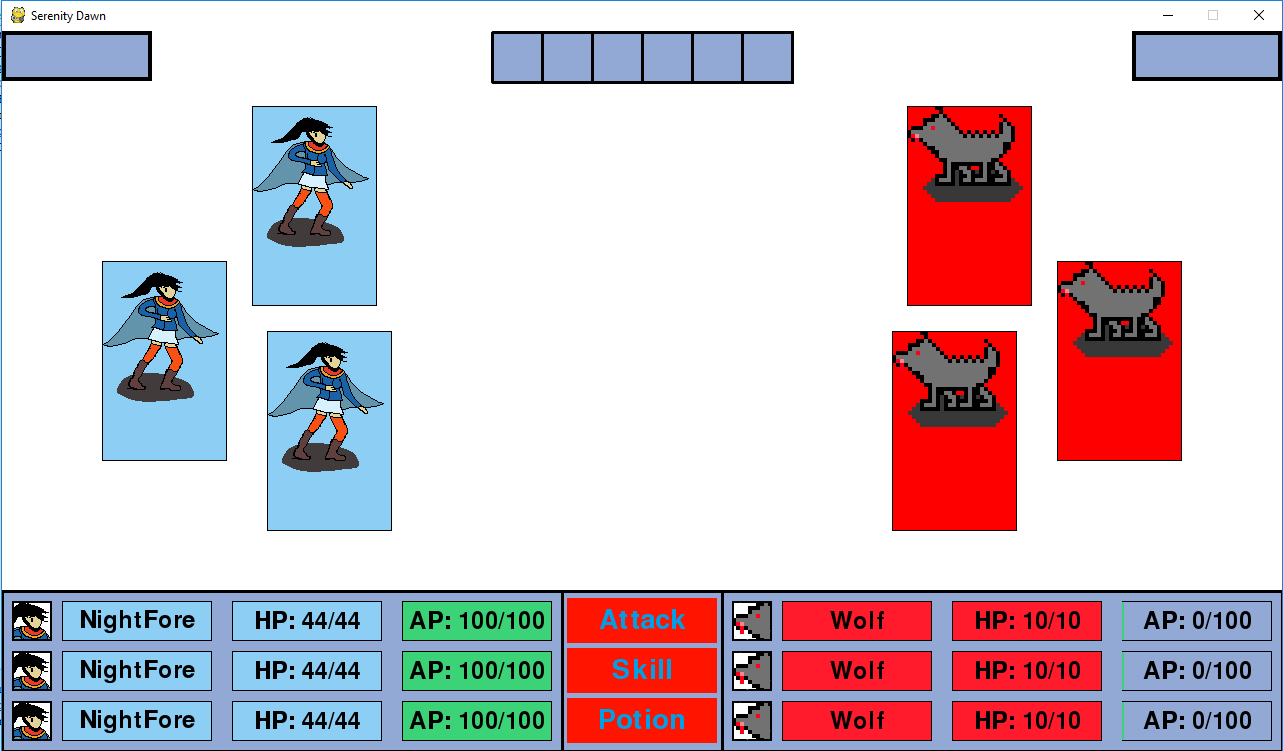 Serenity Dawn
NightFore HP: 44/44 AP: 100/100 Attack Wolf HP: 10/10 AP: 0/100
NightFore HP: 44/44 AP: 100/100 Skill Wolf HP: 10/10 AP: 0/100
NightFore HP: 44/44 AP: 100/100 Potion Wolf HP: 10/10 AP: 0/100